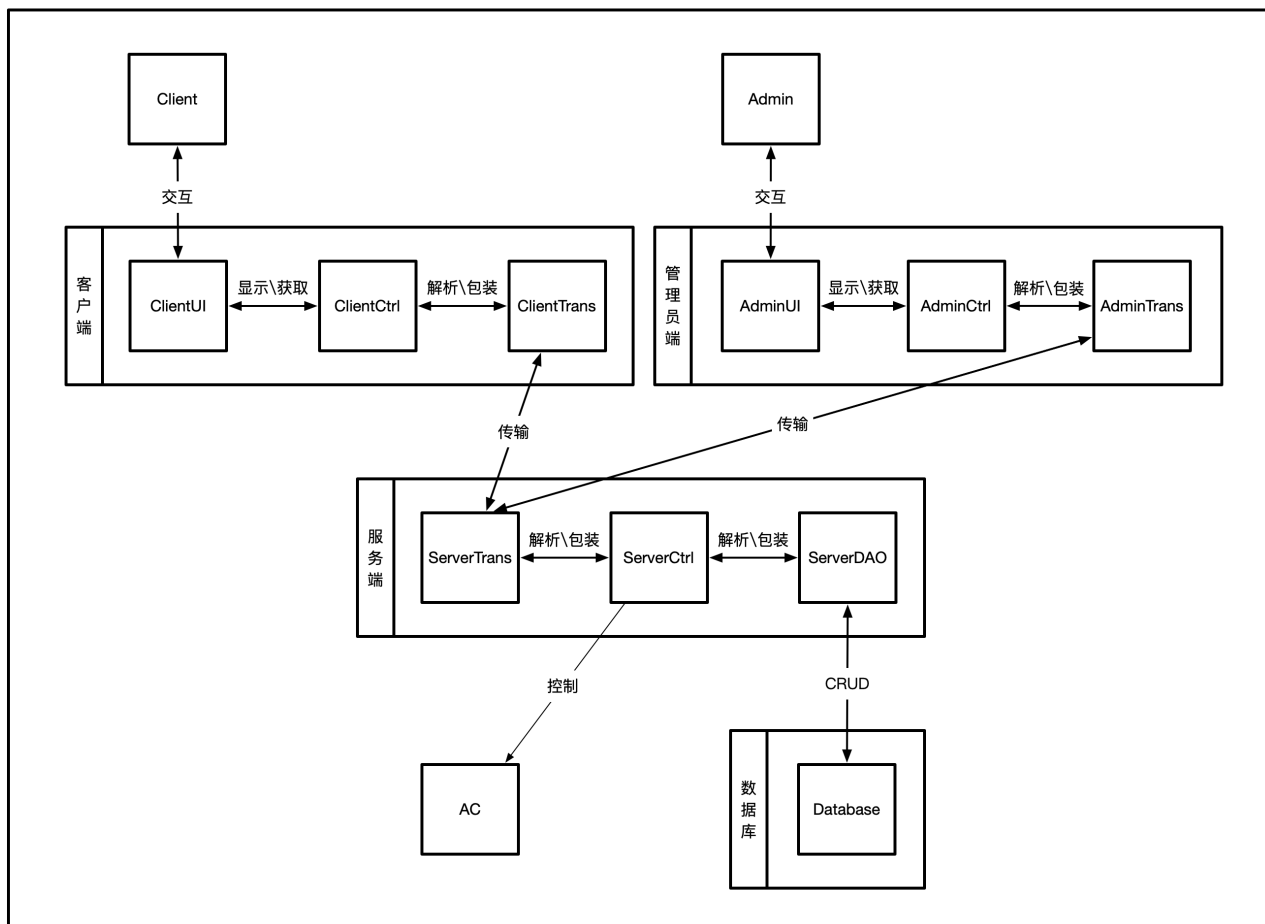 Client
Admin
交互
交互
客户端
ClientUI
显示\获取
ClientCtrl
解析\包装
ClientTrans
管理员端
AdminUI
显示\获取
AdminCtrl
解析\包装
AdminTrans
传输
传输
服务端
ServerTrans
解析\包装
ServerCtrl
解析\包装
ServerDAO
控制
CRUD
AC
数据库
Database